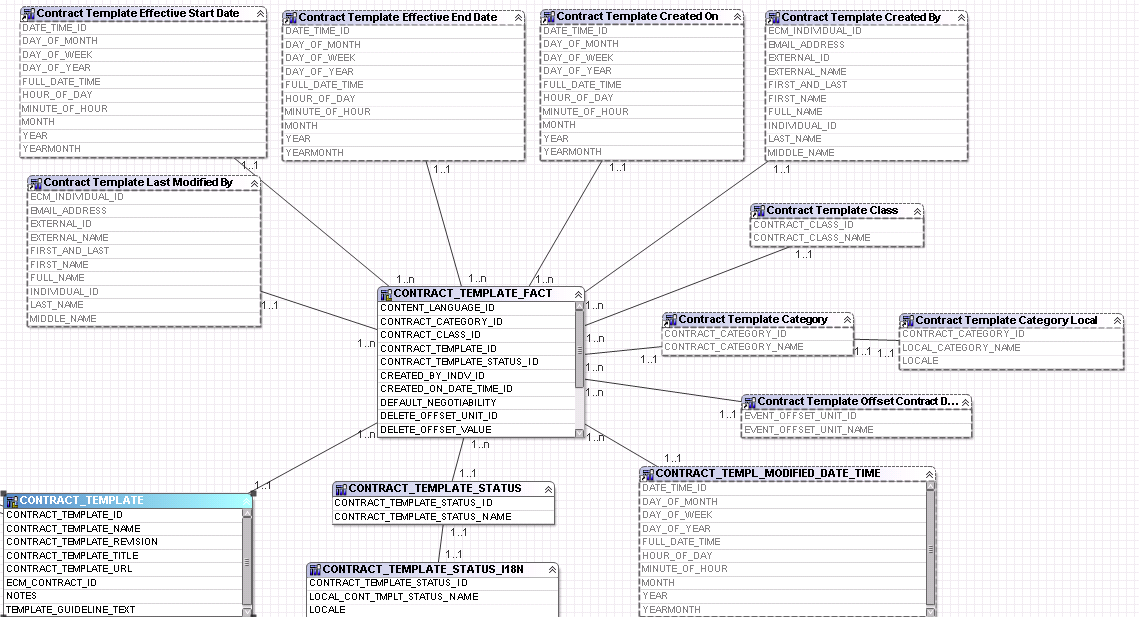 Contract Template Effective Start Date
DATE_TIME_ID
DAY_OF_MONTH
DAY_OF_WEEK
DAY_OF_YEAR
FULL_DATE_TIME
HOUR_OF_DAY
MINUTE_OF_HOUR
MONTH
YEAR
YEARMONTH
1..1
Contract Template Effective End Date
DATE_TIME_ID
DAY_OF_MONTH
DAY_OF_WEEK
DAY_OF_YEAR
FULL_DATE_TIME
HOUR_OF_DAY
MINUTE_OF_HOUR
MONTH
YEAR
YEARMONTH
1..1
Contract Template Created On
DATE_TIME_ID
DAY_OF_MONTH
DAY_OF_WEEK
DAY_OF_YEAR
FULL_DATE_TIME
HOUR_OF_DAY
MINUTE_OF_HOUR
MONTH
YEAR
YEARMONTH
1..1
Contract Template Created By
ECM_INDIVIDUAL_ID
EMAIL_ADDRESS
EXTERNAL_ID
EXTERNAL_NAME
FIRST_AND_LAST
FIRST_NAME
FULL_NAME
INDIVIDUAL_ID
LAST_NAME
MIDDLE_NAME
1..1
Contract Template Last Modified By
ECM_INDIVIDUAL_ID
EMAIL_ADDRESS
EXTERNAL_ID
EXTERNAL_NAME
FIRST_AND_LAST
FIRST_NAME
FULL_NAME
INDIVIDUAL_ID
LAST_NAME
MIDDLE_NAME
1..1
Contract Template Class
CONTRACT_CLASS_ID
CONTRACT_CLASS_NAME
1..1
1..n
1..n
1..n
CONTRACT_TEMPLATE_FACT
CONTENT_LANGUAGE_ID
CONTRACT_CATEGORY_ID
CONTRACT_CLASS_ID
CONTRACT_TEMPLATE_ID
CONTRACT_TEMPLATE_STATUS_ID
CREATED_BY_INDV_ID
CREATED_ON_DATE_TIME_ID
DEFAULT_NEGOTIABILITY
DELETE_OFFSET_UNIT_ID
DELETE_OFFSET_VALUE
1..n
1..n
1..n
1..n
1..n
1..n
1..n
1..n
Contract Template Category
CONTRACT_CATEGORY_ID
CONTRACT_CATEGORY_NAME
1..1
1..1
1..1
Contract Template Category Local
CONTRACT_CATEGORY_ID
LOCAL_CATEGORY_NAME
LOCALE
Contract Template Offset Contract D...
EVENT_OFFSET_UNIT_ID
EVENT_OFFSET_UNIT_NAME
1..1
1..1
CONTRACT_TEMPLATE
CONTRACT_TEMPLATE_ID
CONTRACT_TEMPLATE_NAME
CONTRACT_TEMPLATE_REVISION
CONTRACT_TEMPLATE_TITLE
CONTRACT_TEMPLATE_URL
ECM_CONTRACT_ID
NOTES
TEMPLATE_GUIDELINE_TEXT
1..1
CONTRACT_TEMPLATE_STATUS
CONTRACT_TEMPLATE_STATUS_ID
CONTRACT_TEMPLATE_STATUS_NAME
1..1
1..1
CONTRACT_TEMPLATE_STATUS_I18N
CONTRACT_TEMPLATE_STATUS_ID
LOCAL_CONT_TMPLT_STATUS_NAME
LOCALE
1..1
CONTRACT_TEMPL_MODIFIED_DATE_TIME
DATE_TIME_ID
DAY_OF_MONTH
DAY_OF_WEEK
DAY_OF_YEAR
FULL_DATE_TIME
HOUR_OF_DAY
MINUTE_OF_HOUR
MONTH
YEAR
YEARMONTH